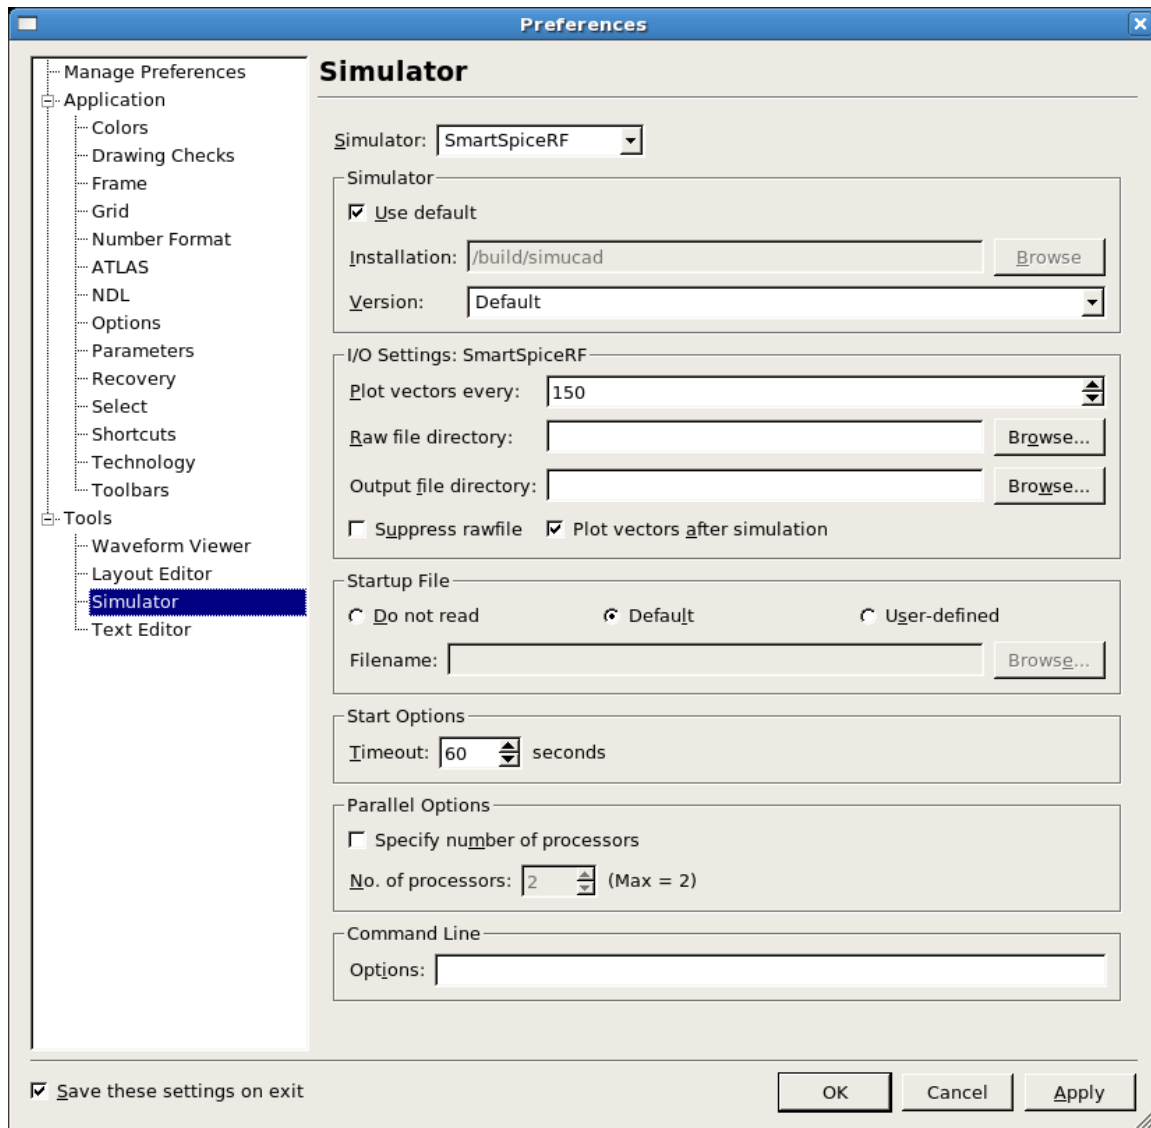 Preferences
Manage Preferences
Application
Colors
Drawing Checks
Frame
Grid
Number Format
ATLAS
NDL
Options
Parameters
Recovery
Select
Shortcuts
Technology
Toolbars
Tools
Waveform Viewer
Layout Editor
Simulator
Text Editor
Simulator
Simulator: SmartSpiceRF
Simulator
Use default
Installation: /build/simucad Browse
Version: Default
I/O Settings: SmartSpiceRF
Plot vectors every: 150
Raw file directory: Browse...
Output file directory: Browse...
Suppress rawfile Plot vectors after simulation
Startup File
Do not read Default User-defined
Filename: Browse...
Start Options
Timeout: 60 seconds
Parallel Options
Specify number of processors
No. of processors: 2 (Max = 2)
Command Line
Options:
Save these settings on exit OK Cancel Apply